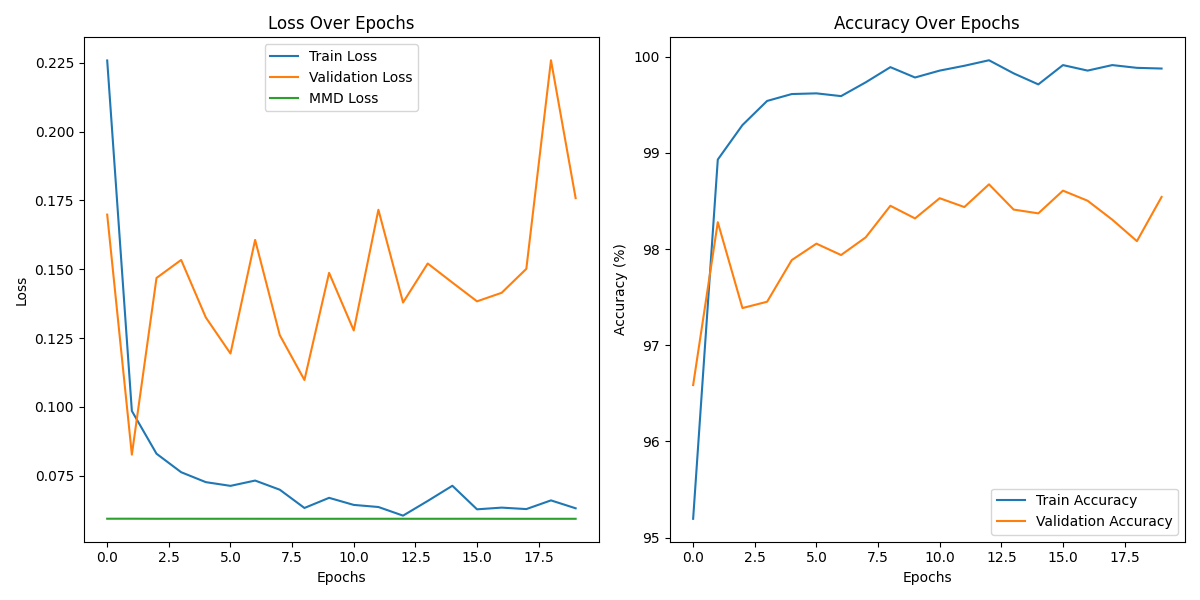 Loss Over Epochs
Train Loss
Validation Loss
MMD Loss
0.225
0.200
0.175
0.150
0.125
0.100
0.075
Loss
0.0 2.5 5.0 7.5 10.0 12.5 15.0 17.5
Epochs
Accuracy Over Epochs
100
99
98
97
96
95
Accuracy (%)
Train Accuracy
Validation Accuracy
0.0 2.5 5.0 7.5 10.0 12.5 15.0 17.5
Epochs